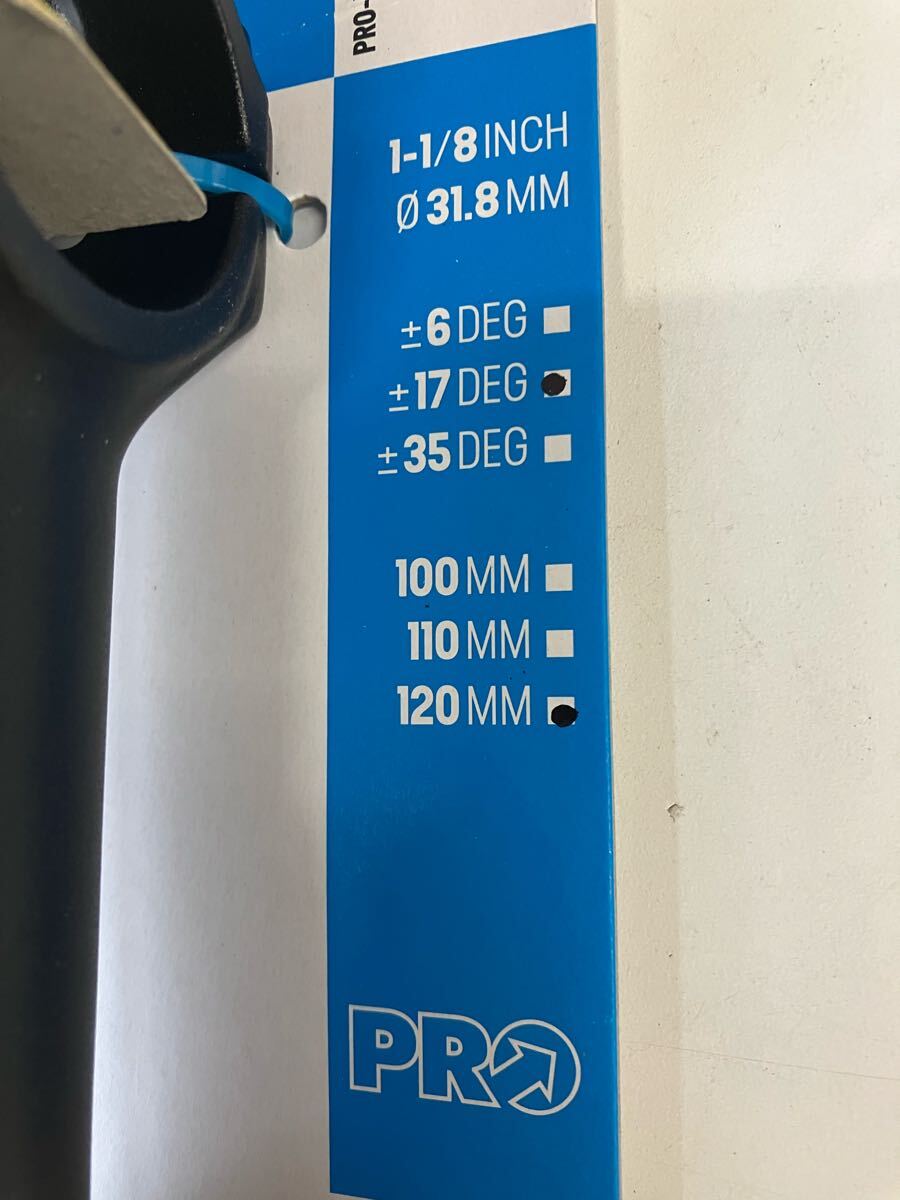 PRO-
1-1/8 INCH
Ø 31.8 MM
±6 DEG
±17 DEG
±35 DEG
100 MM
110 MM
120 MM
PRO